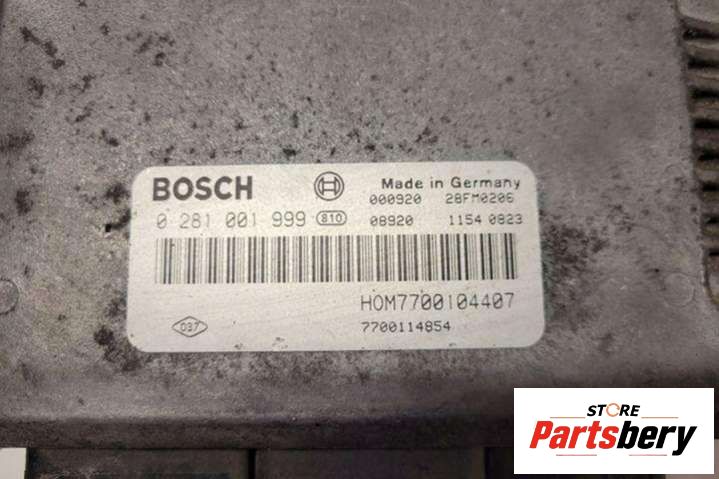 BOSCH
Made in Germany
000920 28FM0206
0 281 001 999 810
08920 1154 0823
HOM7700104407
D37
7700114854
STORE
Partsbery